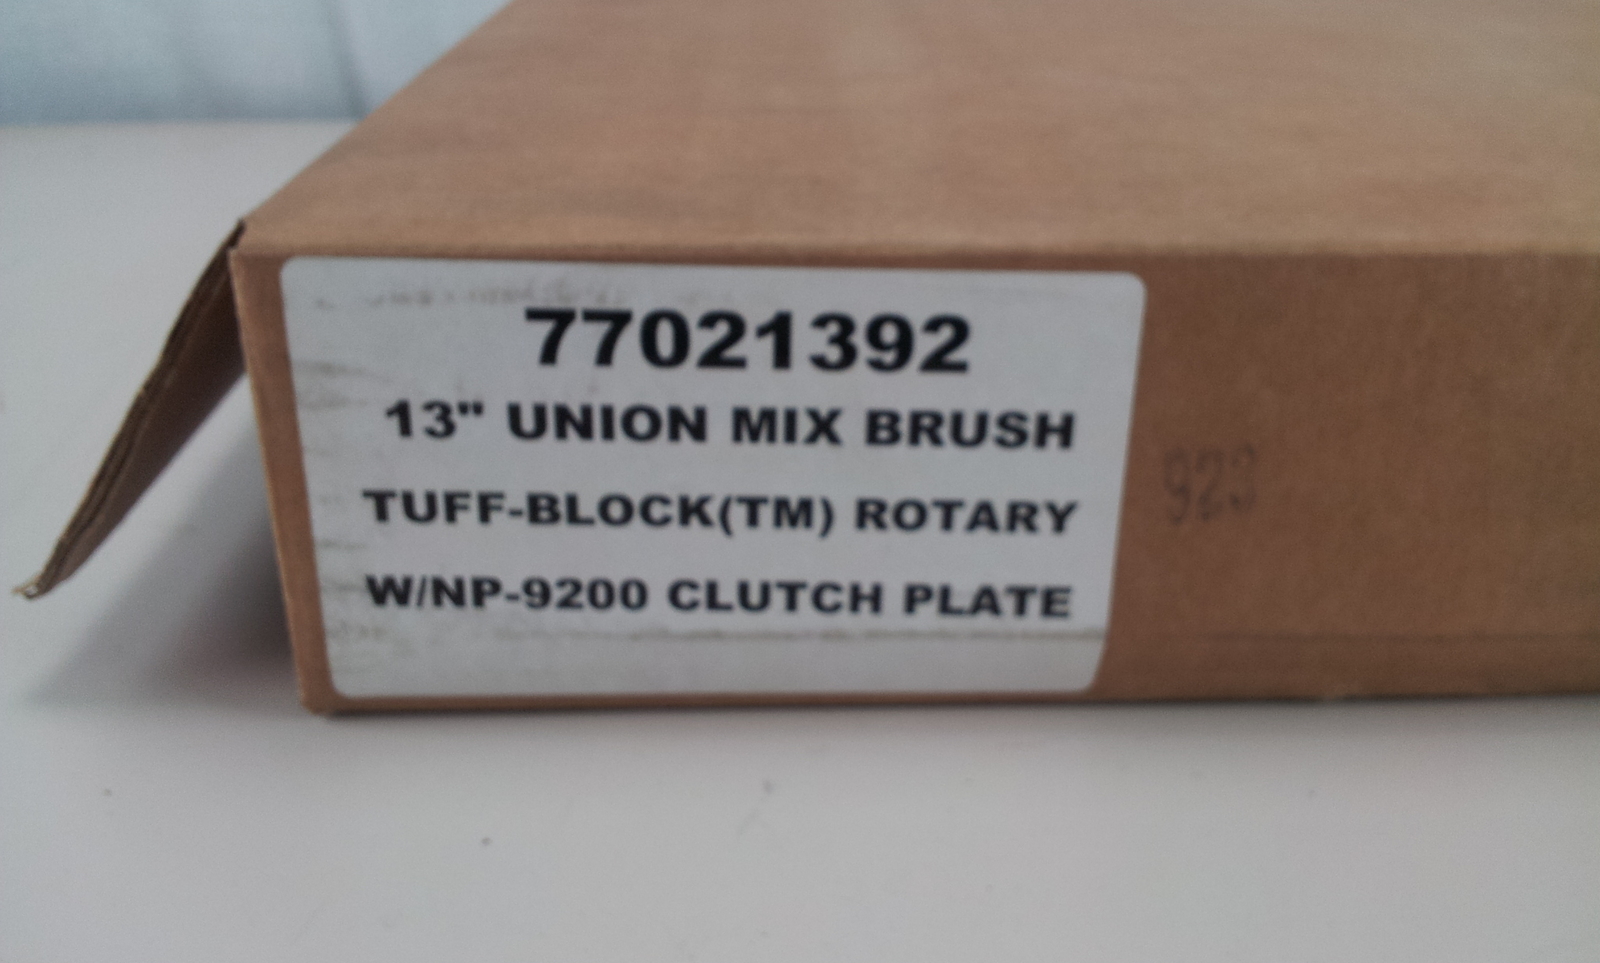 77021392
13" UNION MIX BRUSH
TUFF-BLOCK(TM) ROTARY
W/NP-9200 CLUTCH PLATE
923